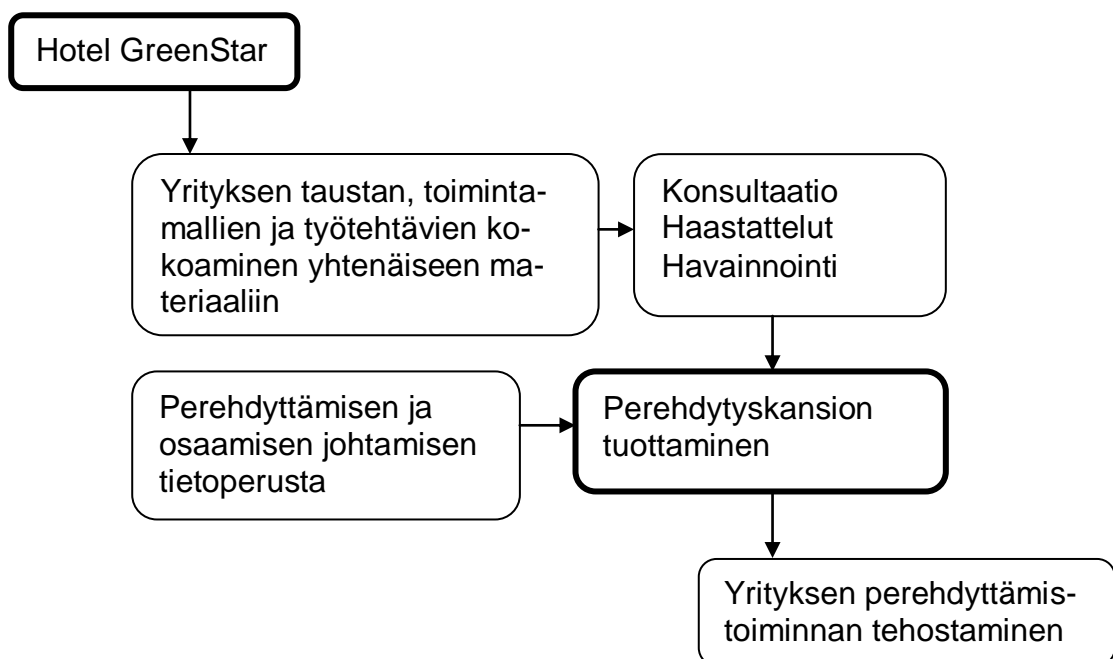 Hotel GreenStar
Yrityksen taustan, toiminta-
mallien ja työtehtävien ko-
koaminen yhtenäiseen ma-
teriaaliin
Konsultaatio
Haastattelut
Havainnointi
Perehdyttämisen ja
osaamisen johtamisen
tietoperusta
Perehdytyskansion
tuottaminen
Yrityksen perehdyttämis-
toiminnan tehostaminen